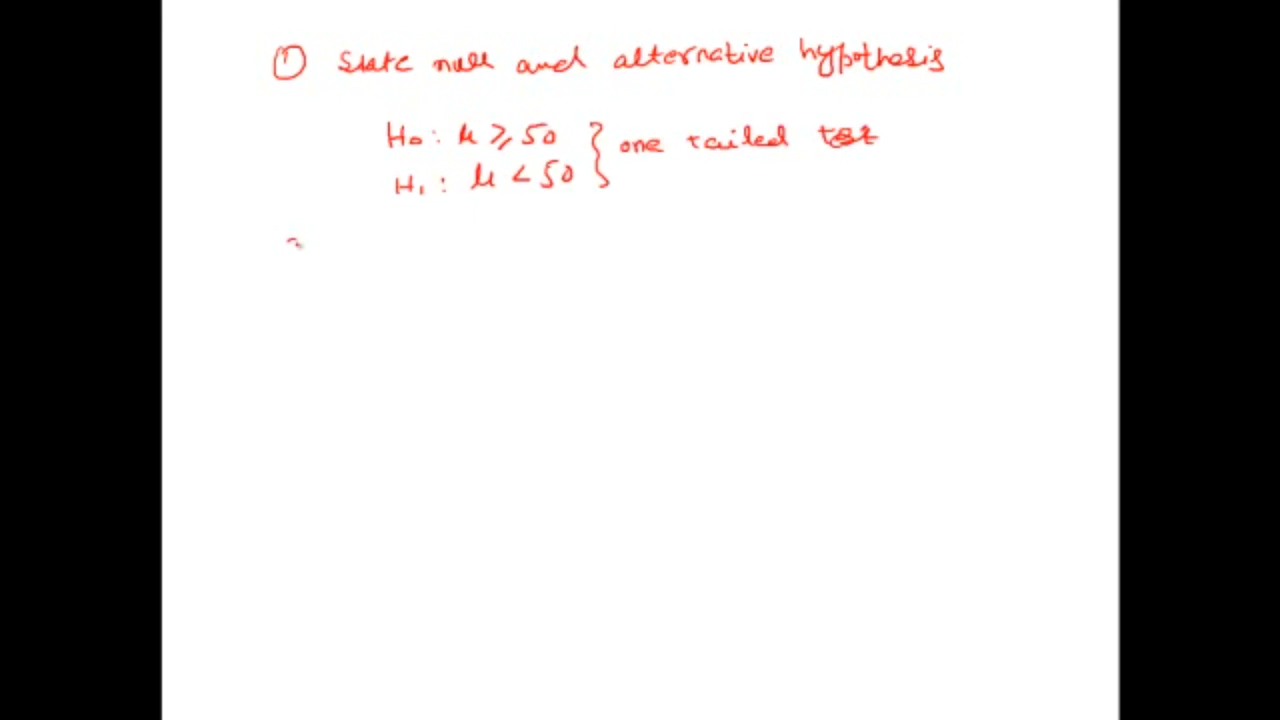 ① State null and alternative hypothesis
H₀: μ ≥ 50 } one tailed test
H₁: μ < 50